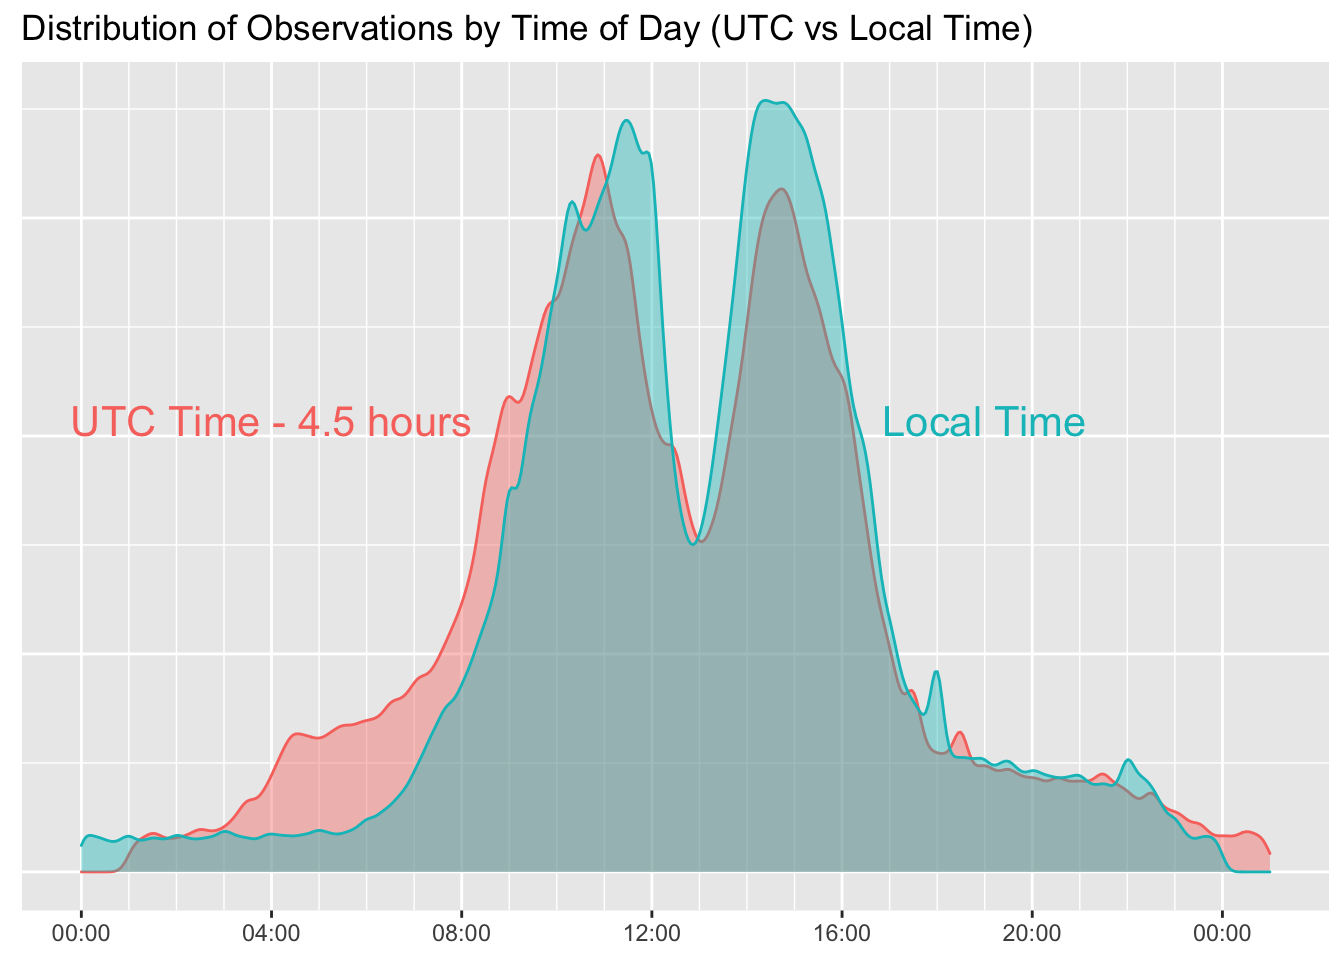 Distribution of Observations by Time of Day (UTC vs Local Time)
UTC Time - 4.5 hours
Local Time
00:00
04:00
08:00
12:00
16:00
20:00
00:00